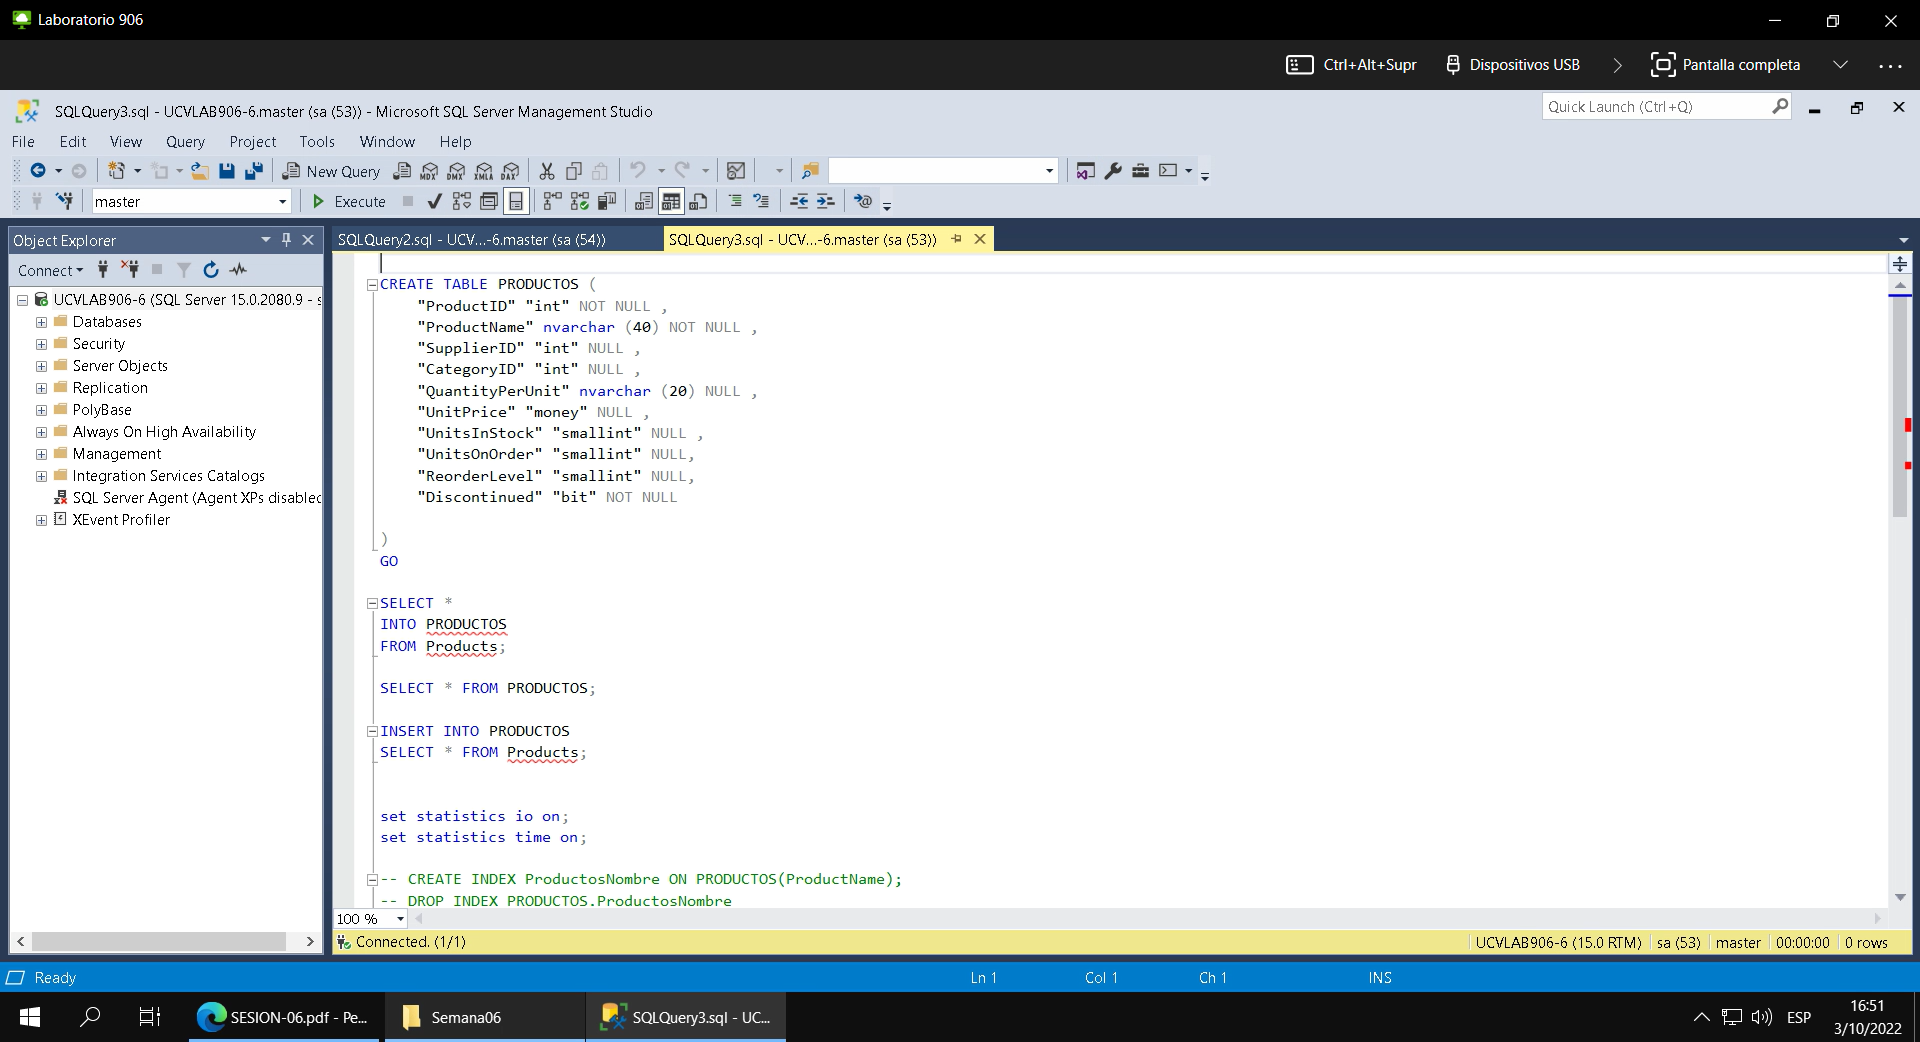 Laboratorio 906
Ctrl+Alt+Supr
Dispositivos USB
Pantalla completa
SQLQuery3.sql - UCVLAB906-6.master (sa (53)) - Microsoft SQL Server Management Studio
Quick Launch (Ctrl+Q)
File Edit View Query Project Tools Window Help
New Query MDX DMX XMLA DAX
master Execute
Object Explorer
SQLQuery2.sql - UCV...-6.master (sa (54))
SQLQuery3.sql - UCV...-6.master (sa (53))
Connect
UCVLAB906-6 (SQL Server 15.0.2080.9 - s
Databases
Security
Server Objects
Replication
PolyBase
Always On High Availability
Management
Integration Services Catalogs
SQL Server Agent (Agent XPs disabled
XEvent Profiler
CREATE TABLE PRODUCTOS (
"ProductID" "int" NOT NULL ,
"ProductName" nvarchar (40) NOT NULL ,
"SupplierID" "int" NULL ,
"CategoryID" "int" NULL ,
"QuantityPerUnit" nvarchar (20) NULL ,
"UnitPrice" "money" NULL ,
"UnitsInStock" "smallint" NULL ,
"UnitsOnOrder" "smallint" NULL,
"ReorderLevel" "smallint" NULL,
"Discontinued" "bit" NOT NULL
)
GO
SELECT *
INTO PRODUCTOS
FROM Products;
SELECT * FROM PRODUCTOS;
INSERT INTO PRODUCTOS
SELECT * FROM Products;
set statistics io on;
set statistics time on;
-- CREATE INDEX ProductosNombre ON PRODUCTOS(ProductName);
-- DROP INDEX PRODUCTOS.ProductosNombre
100 %
Connected. (1/1)
UCVLAB906-6 (15.0 RTM) sa (53) master 00:00:00 0 rows
Ready
Ln 1 Col 1 Ch 1 INS
SESION-06.pdf - Pe...
Semana06
SQLQuery3.sql - UC...
ESP
16:51
3/10/2022